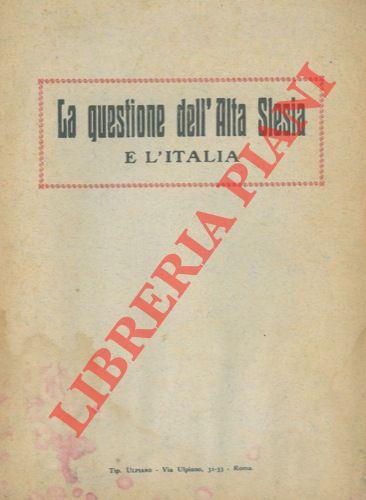 La questione dell'Alta Slesia
E L'ITALIA
LIBRERIA PIANI
Tip. ULPIANO - Via Ulpiano, 31-33 - Roma.